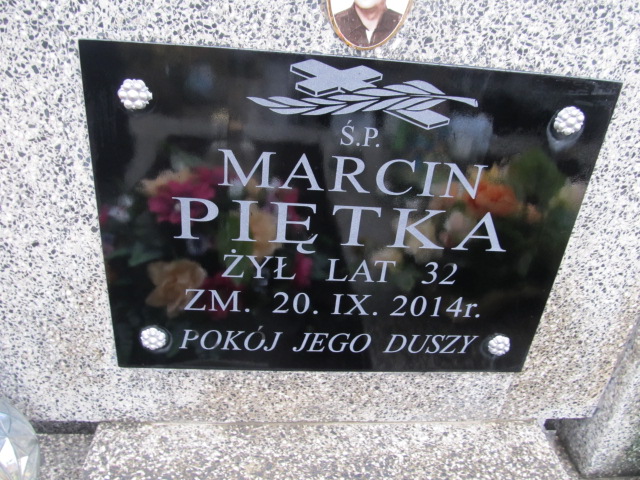 Ś.P.
MARCIN
PIĘTKA
ŻYŁ LAT 32
ZM. 20. IX. 2014r.
POKÓJ JEGO DUSZY